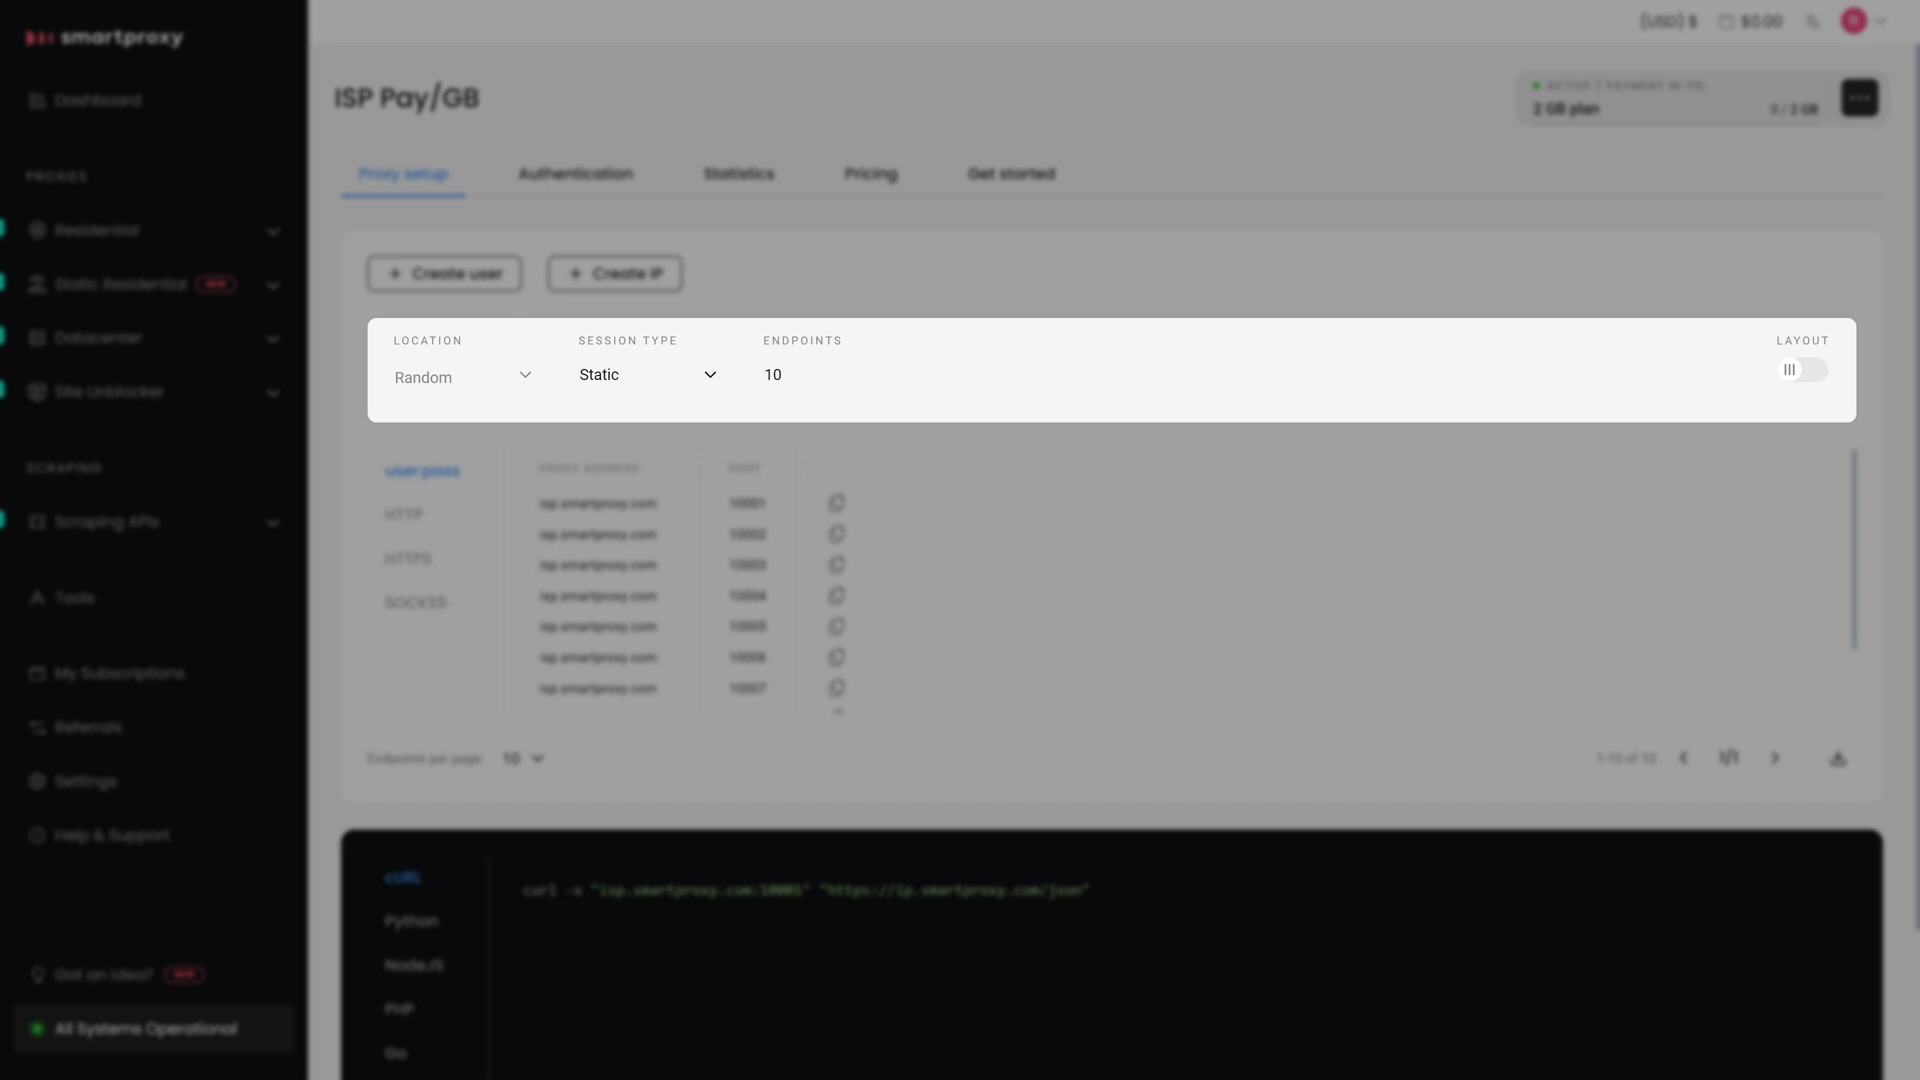 smartproxy
(USD) $
$0.00
Dashboard
ISP Pay/GB
2 GB plan
0 / 2 GB
PROXIES
Proxy setup
Authentication
Statistics
Pricing
Get started
Residential
Static Residential
NEW
Datacenter
Site Unblocker
+ Create user
+ Create IP
LOCATION
SESSION TYPE
ENDPOINTS
LAYOUT
Random
Static
10
SCRAPING
Scraping APIs
Tools
My Subscriptions
Referrals
Settings
Help & Support
Got an idea?
NEW
All Systems Operational
user:pass
HTTP
HTTPS
SOCKS5
PROXY ADDRESS
PORT
isp.smartproxy.com
10001
isp.smartproxy.com
10002
isp.smartproxy.com
10003
isp.smartproxy.com
10004
isp.smartproxy.com
10005
isp.smartproxy.com
10006
isp.smartproxy.com
10007
Endpoints per page:
10
1-10 of 10
1/1
cURL
Python
NodeJS
PHP
Go
curl -x "isp.smartproxy.com:10001" "https://ip.smartproxy.com/json"